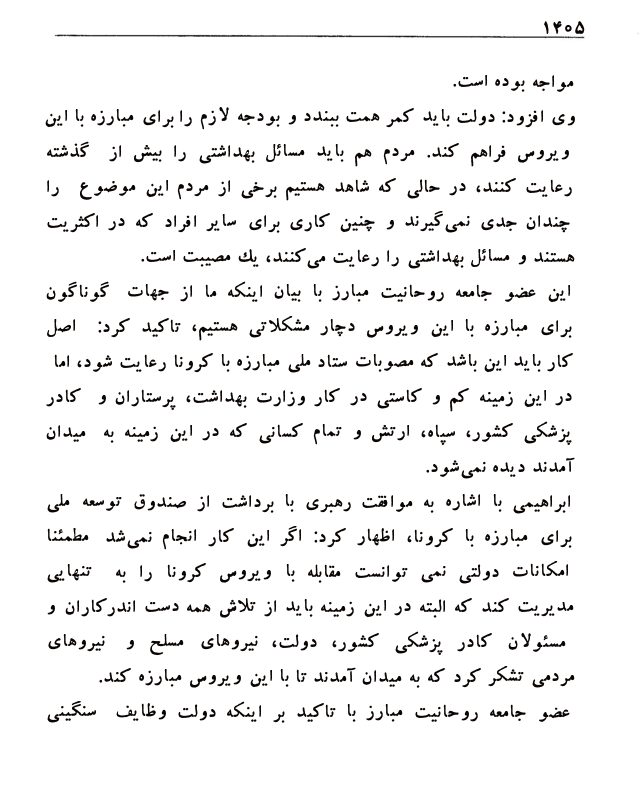 ۱۴۰۵
مواجه بوده است.
وی افزود: دولت باید کمر همت ببندد و بودجه لازم را برای مبارزه با این
ویروس فراهم کند. مردم هم باید مسائل بهداشتی را بیش از گذشته
رعایت کنند، در حالی که شاهد هستیم برخی از مردم این موضوع را
چندان جدی نمی‌گیرند و چنین کاری برای سایر افراد که در اکثریت
هستند و مسائل بهداشتی را رعایت می‌کنند، یك مصیبت است.
این عضو جامعه روحانیت مبارز با بیان اینکه ما از جهات گوناگون
برای مبارزه با این ویروس دچار مشکلاتی هستیم، تاکید کرد: اصل
کار باید این باشد که مصوبات ستاد ملی مبارزه با کرونا رعایت شود، اما
در این زمینه کم و کاستی در کار وزارت بهداشت، پرستاران و کادر
پزشکی کشور، سپاه، ارتش و تمام کسانی که در این زمینه به میدان
آمدند دیده نمی‌شود.
ابراهیمی با اشاره به موافقت رهبری با برداشت از صندوق توسعه ملی
برای مبارزه با کرونا، اظهار کرد: اگر این کار انجام نمی‌شد مطمئنا
امکانات دولتی نمی توانست مقابله با ویروس کرونا را به تنهایی
مدیریت کند که البته در این زمینه باید از تلاش همه دست اندرکاران و
مسئولان کادر پزشکی کشور، دولت، نیروهای مسلح و نیروهای
مردمی تشکر کرد که به میدان آمدند تا با این ویروس مبارزه کند.
عضو جامعه روحانیت مبارز با تاکید بر اینکه دولت وظایف سنگینی